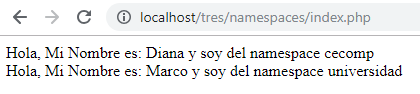 localhost/tres/namespaces/index.php
Hola, Mi Nombre es: Diana y soy del namespace cecomp
Hola, Mi Nombre es: Marco y soy del namespace universidad